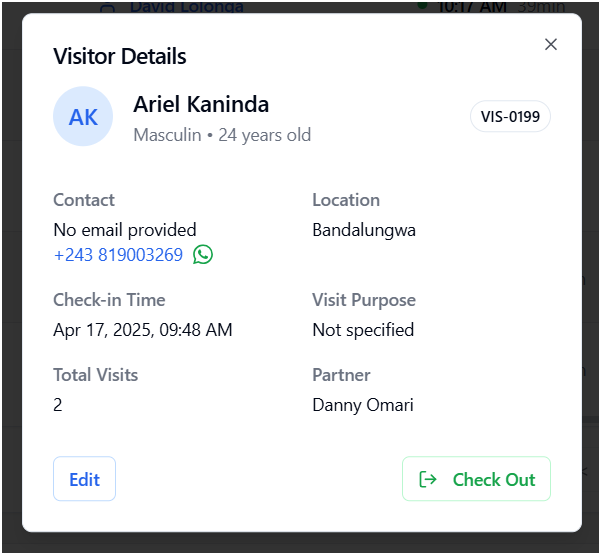 David Lolonga
10:17 AM 39min
Visitor Details
AK
Ariel Kaninda
Masculin • 24 years old
VIS-0199
Contact
No email provided
+243 819003269
Location
Bandalungwa
Check-in Time
Apr 17, 2025, 09:48 AM
Visit Purpose
Not specified
Total Visits
2
Partner
Danny Omari
Edit
Check Out